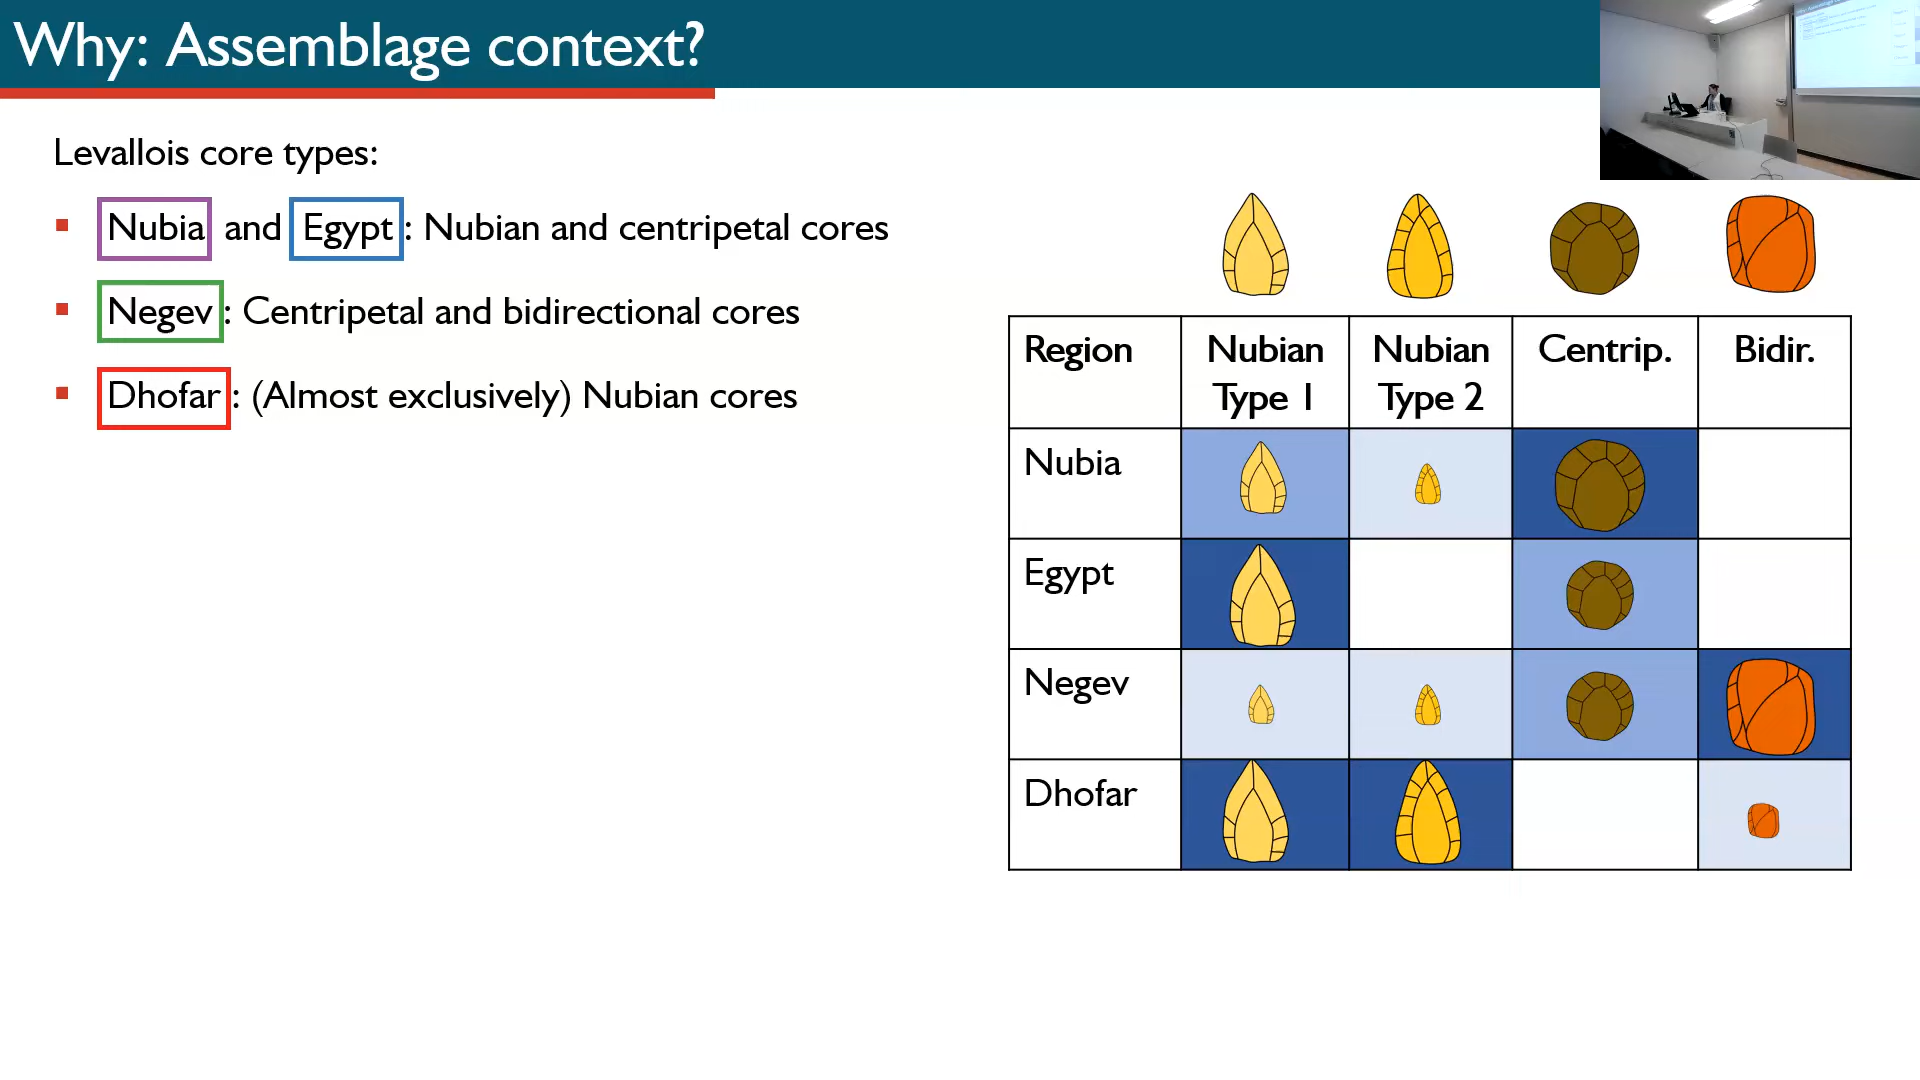 Why: Assemblage context?
Levallois core types:
Nubia and Egypt: Nubian and centripetal cores
Negev: Centripetal and bidirectional cores
Dhofar: (Almost exclusively) Nubian cores
Region
Nubian
Type 1
Nubian
Type 2
Centrip.
Bidir.
Nubia
Egypt
Negev
Dhofar